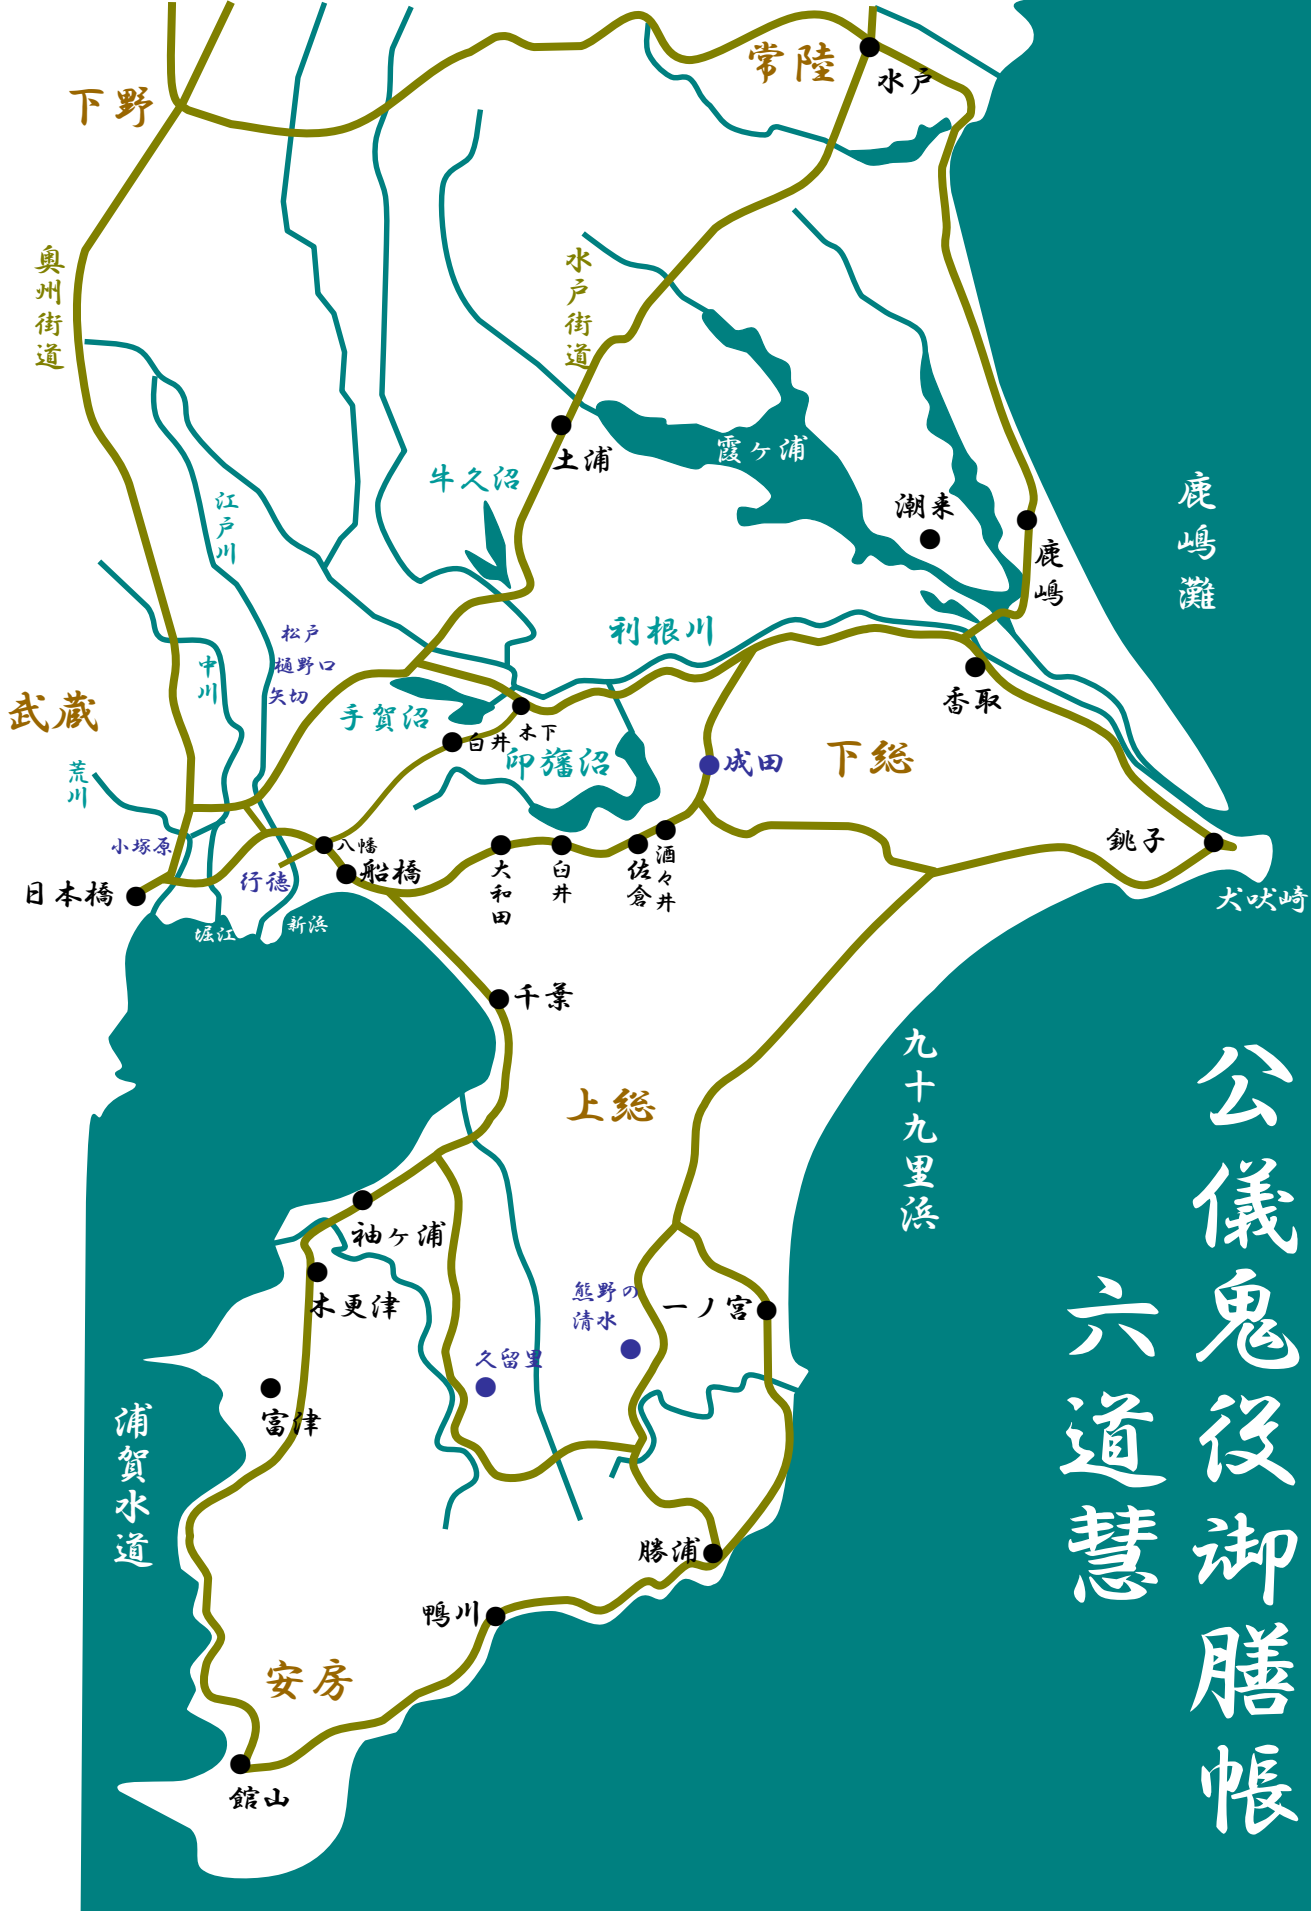 公儀鬼役御膳帳
六道慧
常陸
水戸
下野
奥州街道
水戸街道
土浦
霞ヶ浦
牛久沼
潮来
鹿嶋
鹿嶋灘
江戸川
利根川
松戸
樋野口
矢切
中川
武蔵
手賀沼
白井
木下
印旛沼
成田
下総
香取
荒川
小塚原
日本橋
行徳
八幡
船橋
大和田
臼井
佐倉
酒々井
銚子
犬吠崎
堀江
新浜
千葉
九十九里浜
上総
袖ヶ浦
木更津
熊野の
清水
一ノ宮
久留里
富津
浦賀水道
勝浦
鴨川
安房
館山